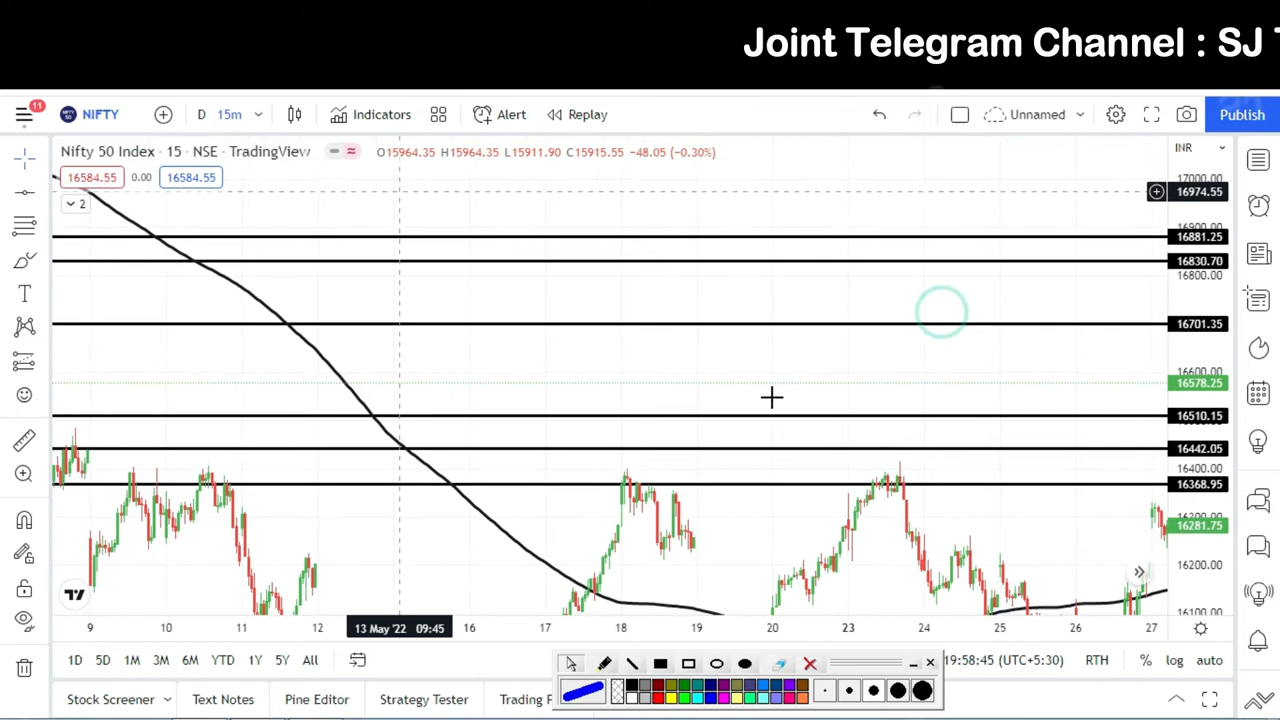 Joint Telegram Channel : SJ
11
NIFTY
D
15m
Indicators
Alert
Replay
Unnamed
Publish
Nifty 50 Index · 15 · NSE · TradingView
O15964.35 H15964.35 L15911.90 C15915.55 −48.05 (−0.30%)
INR
16584.55
0.00
16584.55
2
17000.00
16974.55
16881.25
16830.70
16800.00
16701.35
16600.00
16578.25
16510.15
16442.05
16400.00
16368.95
16281.75
16200.00
9
10
11
12
13 May '22 09:45
16
17
18
19
20
23
24
25
26
27
1D
5D
1M
3M
6M
YTD
1Y
5Y
All
19:58:45 (UTC+5:30)
RTH
%
log
auto
Screener
Text Notes
Pine Editor
Strategy Tester
Trading